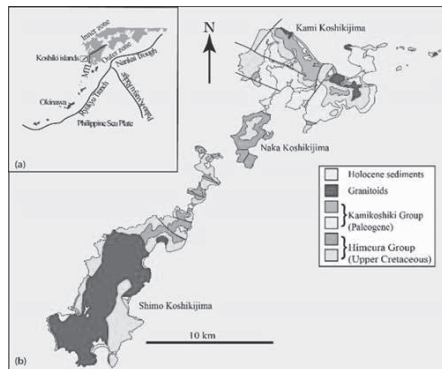 Inner zone
Outer zone
MTL
Koshiki islands
Nankai Trough
Okinawa
Ryukyu Trench
Philippine Sea Plate
(a)
N
Kami Koshikijima
Naka Koshikijima
Holocene sediments
Granitoids
Kamikoshiki Group
(Paleogene)
Himeura Group
(Upper Cretaceous)
Shimo Koshikijima
10 km
(b)